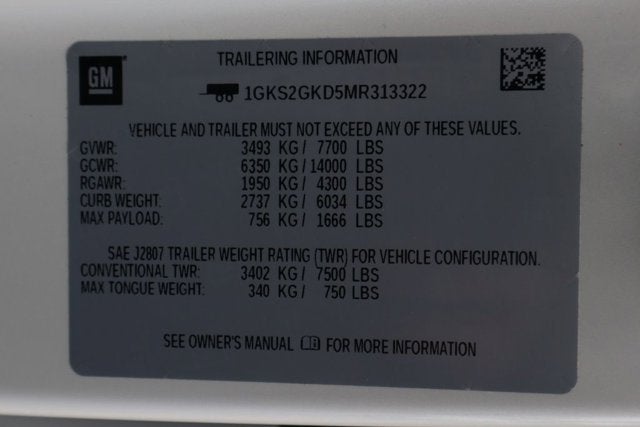 GM
TRAILERING INFORMATION
1GKS2GKD5MR313322
VEHICLE AND TRAILER MUST NOT EXCEED ANY OF THESE VALUES.
GVWR: 3493 KG/ 7700 LBS
GCWR: 6350 KG/14000 LBS
RGAWR: 1950 KG/ 4300 LBS
CURB WEIGHT: 2737 KG/ 6034 LBS
MAX PAYLOAD: 756 KG/ 1666 LBS
SAE J2807 TRAILER WEIGHT RATING (TWR) FOR VEHICLE CONFIGURATION.
CONVENTIONAL TWR: 3402 KG/ 7500 LBS
MAX TONGUE WEIGHT: 340 KG/ 750 LBS
SEE OWNER'S MANUAL FOR MORE INFORMATION